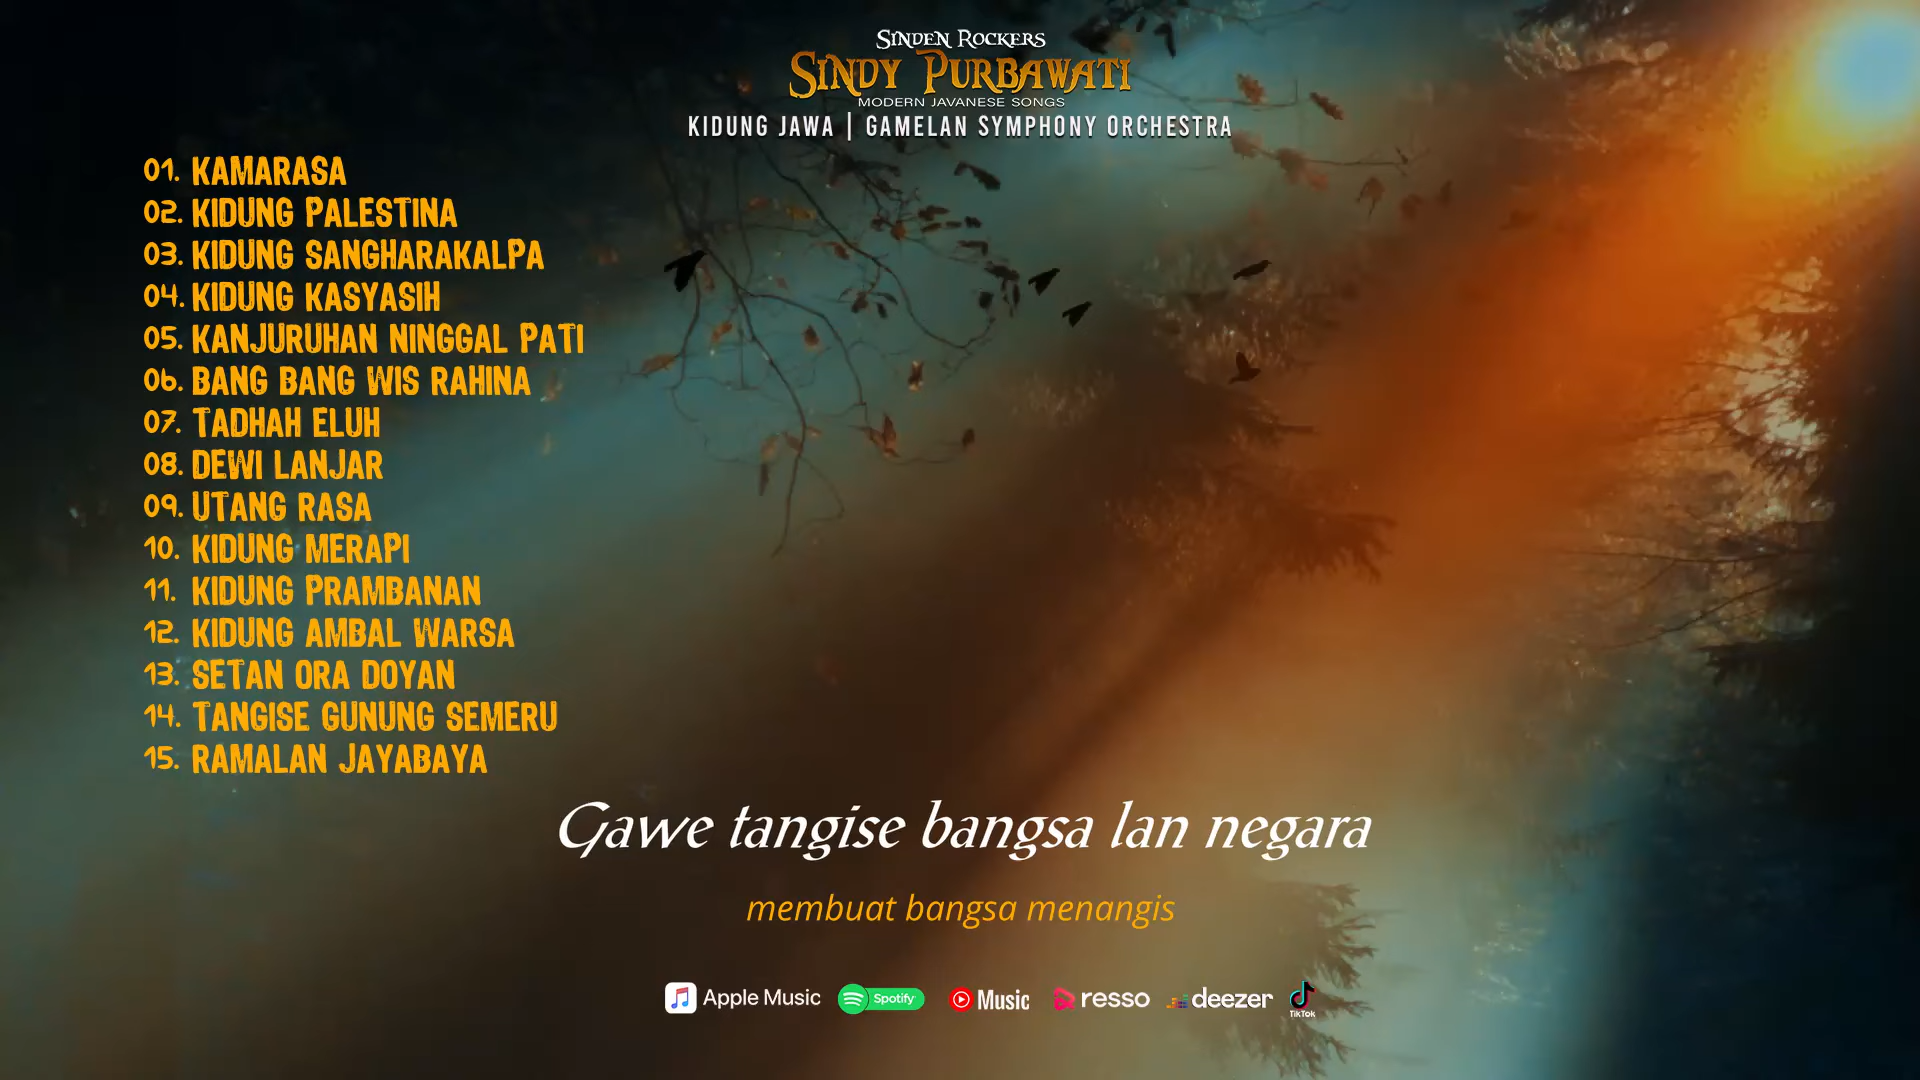 SINDEN ROCKERS
SINDY PURBAWATI
MODERN JAVANESE SONGS
KIDUNG JAWA | GAMELAN SYMPHONY ORCHESTRA
01. KAMARASA
02. KIDUNG PALESTINA
03. KIDUNG SANGHARAKALPA
04. KIDUNG KASYASIH
05. KANJURUHAN NINGGAL PATI
06. BANG BANG WIS RAHINA
07. TADHAH ELUH
08. DEWI LANJAR
09. UTANG RASA
10. KIDUNG MERAPI
11. KIDUNG PRAMBANAN
12. KIDUNG AMBAL WARSA
13. SETAN ORA DOYAN
14. TANGISE GUNUNG SEMERU
15. RAMALAN JAYABAYA
Gawe tangise bangsa lan negara
membuat bangsa menangis
Apple Music Spotify Music resso deezer TikTok